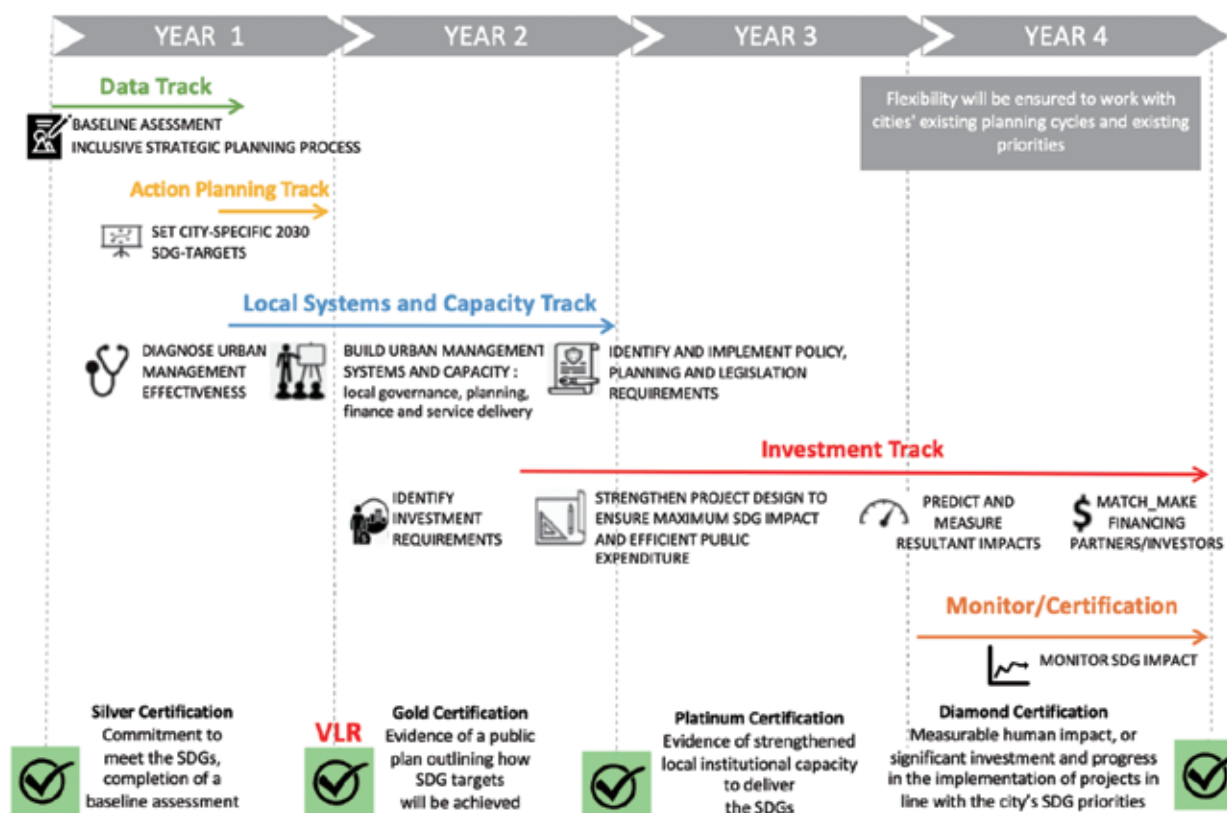 YEAR 1
YEAR 2
YEAR 3
YEAR 4
Data Track
BASELINE ASESSMENT
INCLUSIVE STRATEGIC PLANNING PROCESS
Flexibility will be ensured to work with
cities' existing planning cycles and existing
priorities
Action Planning Track
SET CITY-SPECIFIC 2030
SDG-TARGETS
Local Systems and Capacity Track
DIAGNOSE URBAN
MANAGEMENT
EFFECTIVENESS
BUILD URBAN MANAGEMENT
SYSTEMS AND CAPACITY :
local governance, planning,
finance and service delivery
IDENTIFY AND IMPLEMENT POLICY,
PLANNING AND LEGISLATION
REQUIREMENTS
Investment Track
IDENTIFY
INVESTMENT
REQUIREMENTS
STRENGTHEN PROJECT DESIGN TO
ENSURE MAXIMUM SDG IMPACT
AND EFFICIENT PUBLIC
EXPENDITURE
PREDICT AND
MEASURE
RESULTANT IMPACTS
$ MATCH_MAKE
FINANCING
PARTNERS/INVESTORS
Monitor/Certification
MONITOR SDG IMPACT
Silver Certification
Commitment to
meet the SDGs,
completion of a
baseline assessment
VLR
Gold Certification
Evidence of a public
plan outlining how
SDG targets
will be achieved
Platinum Certification
Evidence of strengthened
local institutional capacity
to deliver
the SDGs
Diamond Certification
Measurable human impact, or
significant investment and progress
in the implementation of projects in
line with the city's SDG priorities